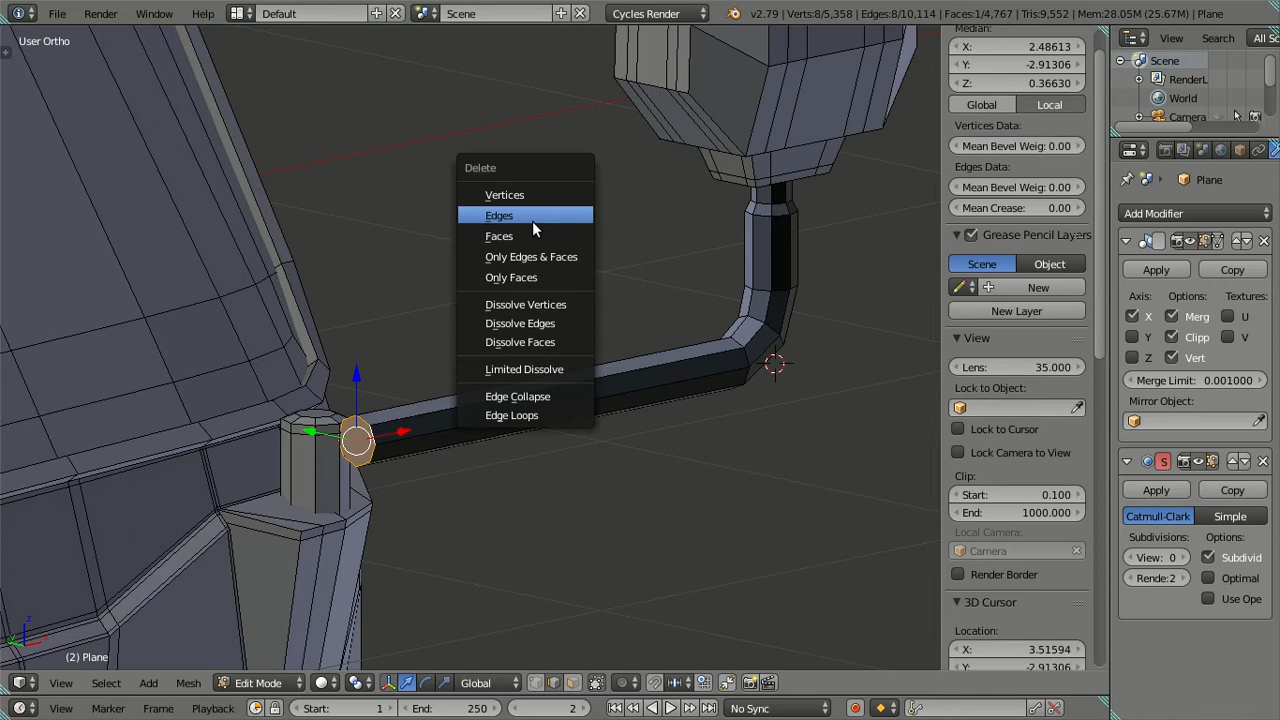 File Render Window Help Default Scene Cycles Render v2.79 | Verts:8/5,358 | Edges:8/10,114 | Faces:1/4,767 | Tris:9,552 | Mem:28.05M (25.67M) | Plane
User Ortho
Median:
X: 2.48613
Y: -2.91306
Z: 0.36630
Global Local
Vertices Data:
Mean Bevel Weig: 0.00
Edges Data:
Mean Bevel Weig: 0.00
Mean Crease: 0.00
Grease Pencil Layers
Scene Object
New
New Layer
View
Lens: 35.000
Lock to Object:
Lock to Cursor
Lock Camera to View
Clip:
Start: 0.100
End: 1000.000
Local Camera:
Camera
Render Border
3D Cursor
Location:
X: 3.51594
Y: -2.91306
View Search All Sc
Scene
RenderL
World
Camera
Plane
Add Modifier
Apply Copy
Axis: Options: Textures:
X Merg U
Y Clipp V
Z Vert
Merge Limit: 0.001000
Mirror Object:
S
Apply Copy
Catmull-Clark Simple
Subdivisions: Options:
View: 0 Subdivid
Rende:2 Optimal
Use Ope
Delete
Vertices
Edges
Faces
Only Edges & Faces
Only Faces
Dissolve Vertices
Dissolve Edges
Dissolve Faces
Limited Dissolve
Edge Collapse
Edge Loops
z
y
x
(2) Plane
View Select Add Mesh Edit Mode Global
View Marker Frame Playback Start: 1 End: 250 2 No Sync